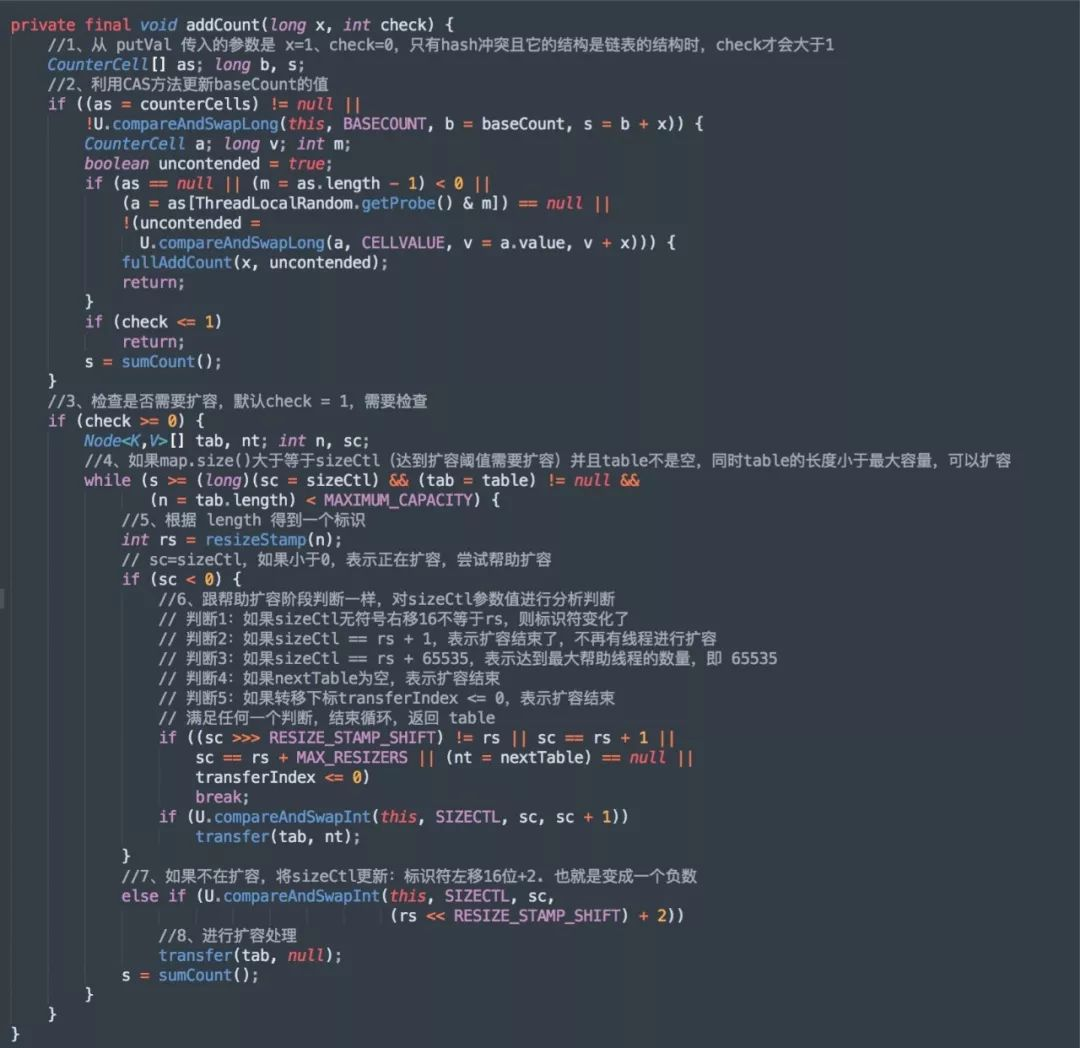 private final void addCount(long x, int check) {
    //1、从 putVal 传入的参数是 x=1、check=0，只有hash冲突且它的结构是链表的结构时，check才会大于1
    CounterCell[] as; long b, s;
    //2、利用CAS方法更新baseCount的值
    if ((as = counterCells) != null ||
        !U.compareAndSwapLong(this, BASECOUNT, b = baseCount, s = b + x)) {
        CounterCell a; long v; int m;
        boolean uncontended = true;
        if (as == null || (m = as.length - 1) < 0 ||
            (a = as[ThreadLocalRandom.getProbe() & m]) == null ||
            !(uncontended =
              U.compareAndSwapLong(a, CELLVALUE, v = a.value, v + x))) {
            fullAddCount(x, uncontended);
            return;
        }
        if (check <= 1)
            return;
        s = sumCount();
    }
    //3、检查是否需要扩容，默认check = 1，需要检查
    if (check >= 0) {
        Node<K,V>[] tab, nt; int n, sc;
        //4、如果map.size()大于等于sizeCtl（达到扩容阈值需要扩容）并且table不是空，同时table的长度小于最大容量，可以扩容
        while (s >= (long)(sc = sizeCtl) && (tab = table) != null &&
               (n = tab.length) < MAXIMUM_CAPACITY) {
            //5、根据 length 得到一个标识
            int rs = resizeStamp(n);
            // sc=sizeCtl，如果小于0，表示正在扩容，尝试帮助扩容
            if (sc < 0) {
                //6、跟帮助扩容阶段判断一样，对sizeCtl参数值进行分析判断
                // 判断1：如果sizeCtl无符号右移16不等于rs，则标识符变化了
                // 判断2：如果sizeCtl == rs + 1，表示扩容结束了，不再有线程进行扩容
                // 判断3：如果sizeCtl == rs + 65535，表示达到最大帮助线程的数量，即 65535
                // 判断4：如果nextTable为空，表示扩容结束
                // 判断5：如果转移下标transferIndex <= 0，表示扩容结束
                // 满足任何一个判断，结束循环，返回 table
                if ((sc >>> RESIZE_STAMP_SHIFT) != rs || sc == rs + 1 ||
                    sc == rs + MAX_RESIZERS || (nt = nextTable) == null ||
                    transferIndex <= 0)
                    break;
                if (U.compareAndSwapInt(this, SIZECTL, sc, sc + 1))
                    transfer(tab, nt);
            }
            //7、如果不在扩容，将sizeCtl更新：标识符左移16位+2. 也就是变成一个负数
            else if (U.compareAndSwapInt(this, SIZECTL, sc,
                                         (rs << RESIZE_STAMP_SHIFT) + 2))
                //8、进行扩容处理
                transfer(tab, null);
            s = sumCount();
        }
    }
}